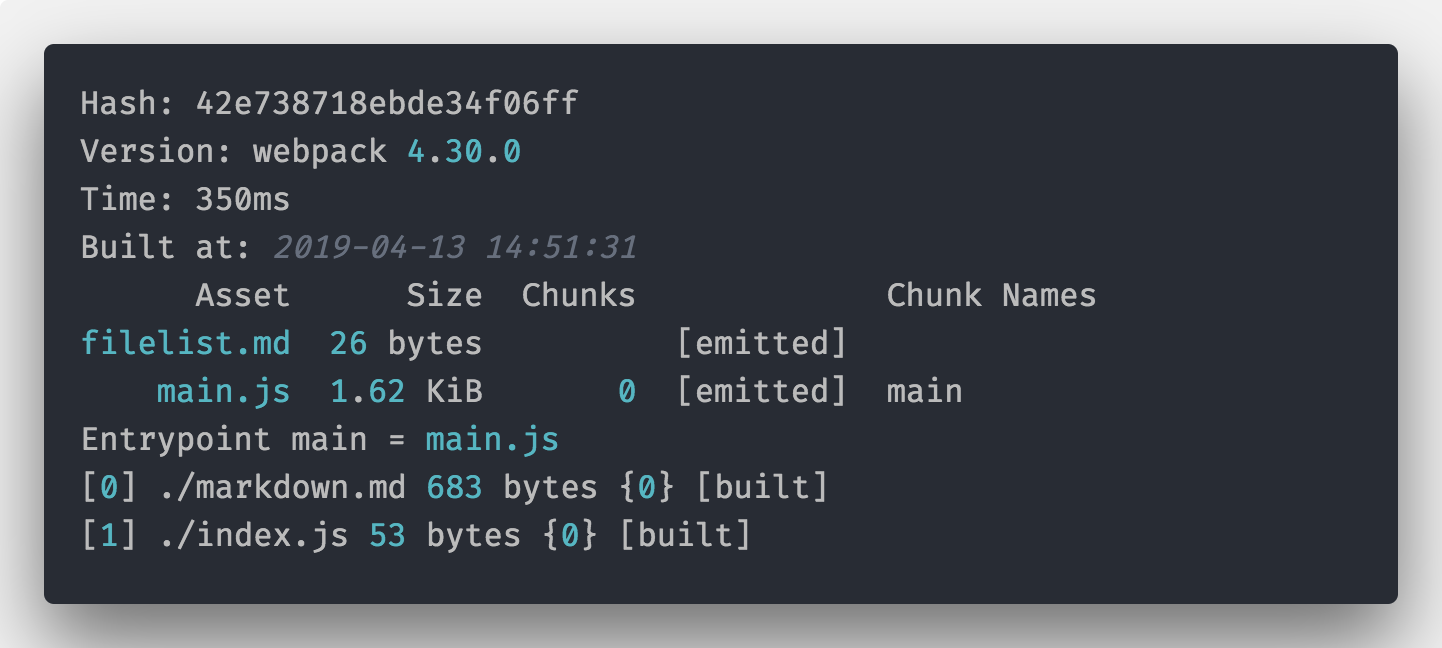 Hash: 42e738718ebde34f06ff
Version: webpack 4.30.0
Time: 350ms
Built at: 2019-04-13 14:51:31
      Asset      Size  Chunks             Chunk Names
filelist.md  26 bytes          [emitted]
    main.js  1.62 KiB       0  [emitted]  main
Entrypoint main = main.js
[0] ./markdown.md 683 bytes {0} [built]
[1] ./index.js 53 bytes {0} [built]